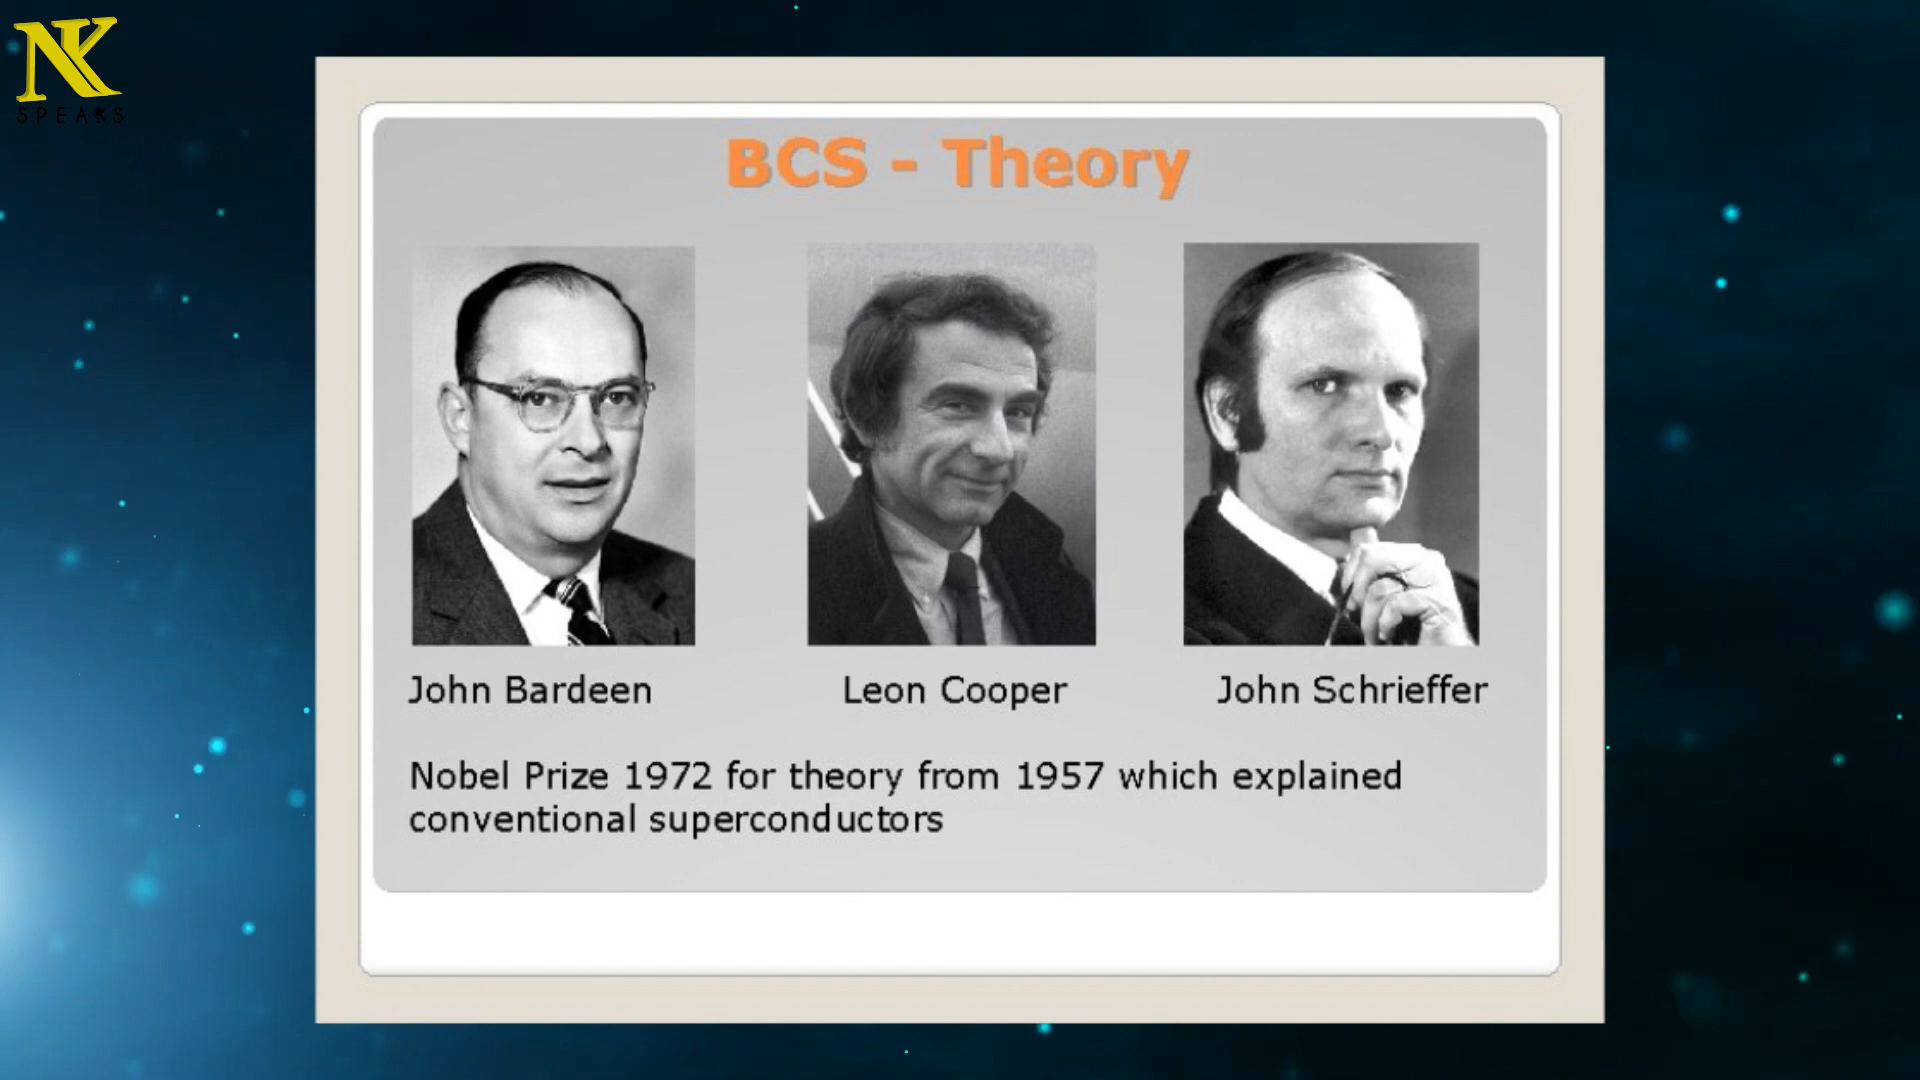 NK
SPEAKS
BCS - Theory
John Bardeen
Leon Cooper
John Schrieffer
Nobel Prize 1972 for theory from 1957 which explained
conventional superconductors